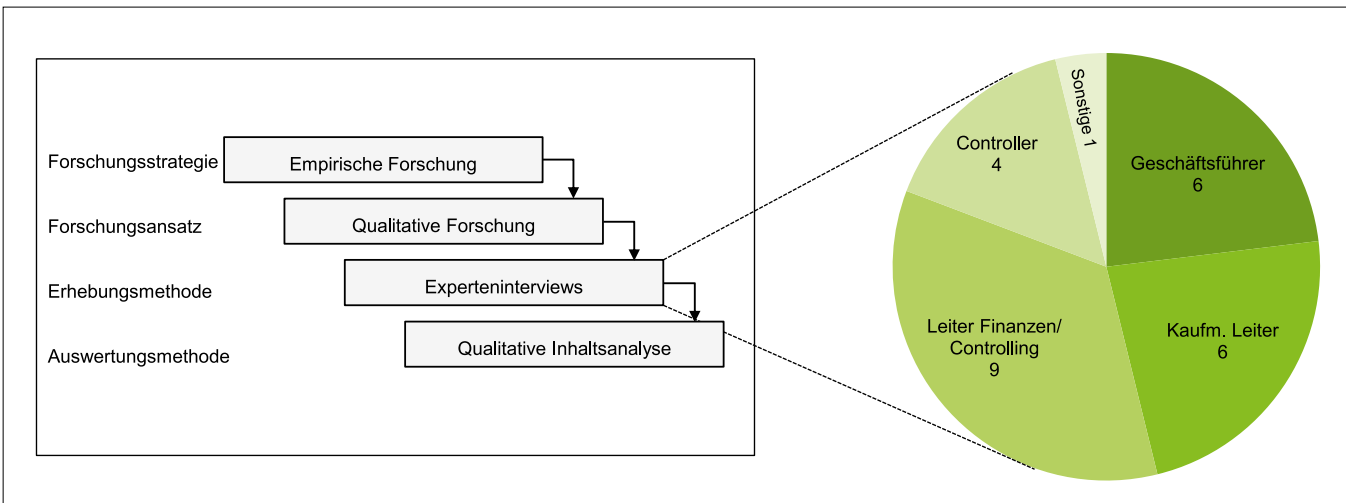 Forschungsstrategie
Empirische Forschung
Forschungsansatz
Qualitative Forschung
Erhebungsmethode
Experteninterviews
Auswertungsmethode
Qualitative Inhaltsanalyse
Sonstige 1
Controller
4
Geschäftsführer
6
Leiter Finanzen/
Controlling
9
Kaufm. Leiter
6